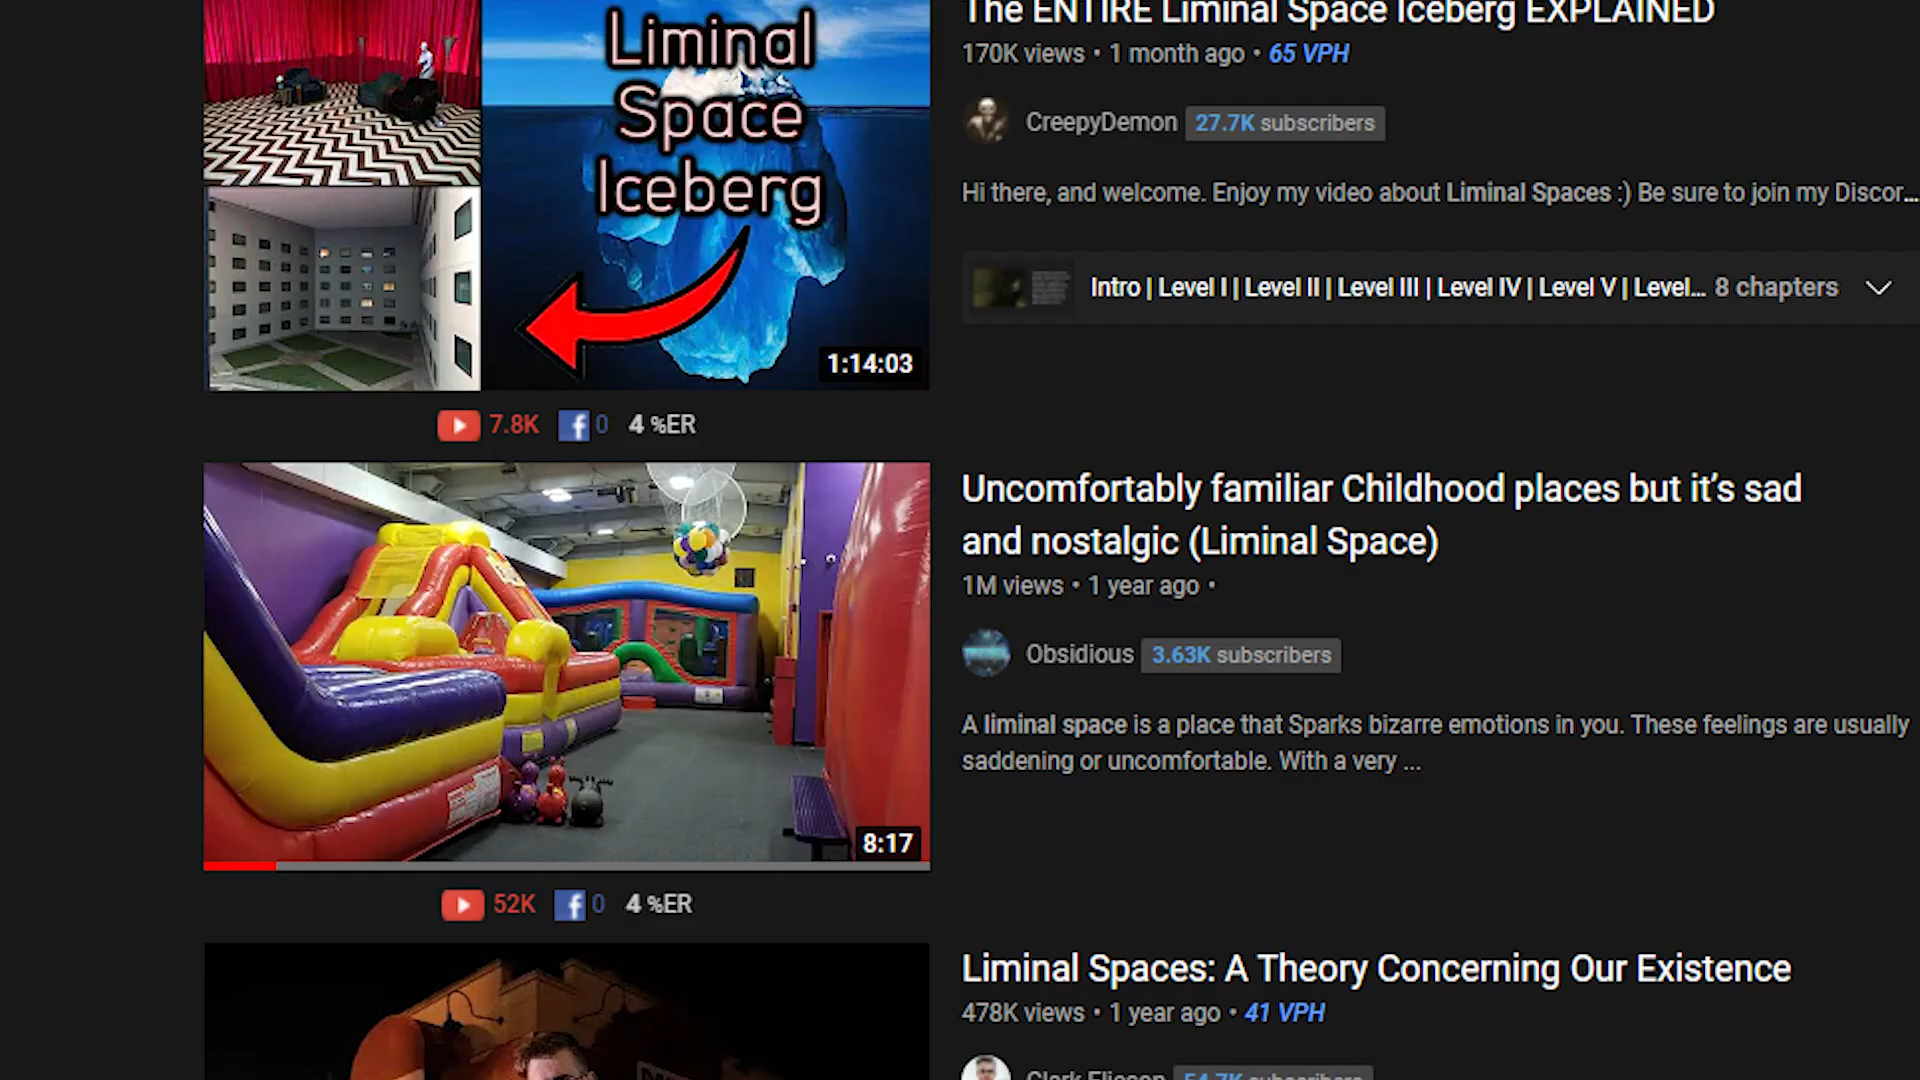 Liminal
Space
Iceberg
1:14:03
The ENTIRE Liminal Space Iceberg EXPLAINED
170K views • 1 month ago • 65 VPH
CreepyDemon 27.7K subscribers
Hi there, and welcome. Enjoy my video about Liminal Spaces :) Be sure to join my Discor...
Intro | Level I | Level II | Level III | Level IV | Level V | Level... 8 chapters
7.8K 0 4 %ER
8:17
Uncomfortably familiar Childhood places but it’s sad
and nostalgic (Liminal Space)
1M views • 1 year ago •
Obsidious 3.63K subscribers
A liminal space is a place that Sparks bizarre emotions in you. These feelings are usually
saddening or uncomfortable. With a very ...
52K 0 4 %ER
Liminal Spaces: A Theory Concerning Our Existence
478K views • 1 year ago • 41 VPH
54.7K subscribers